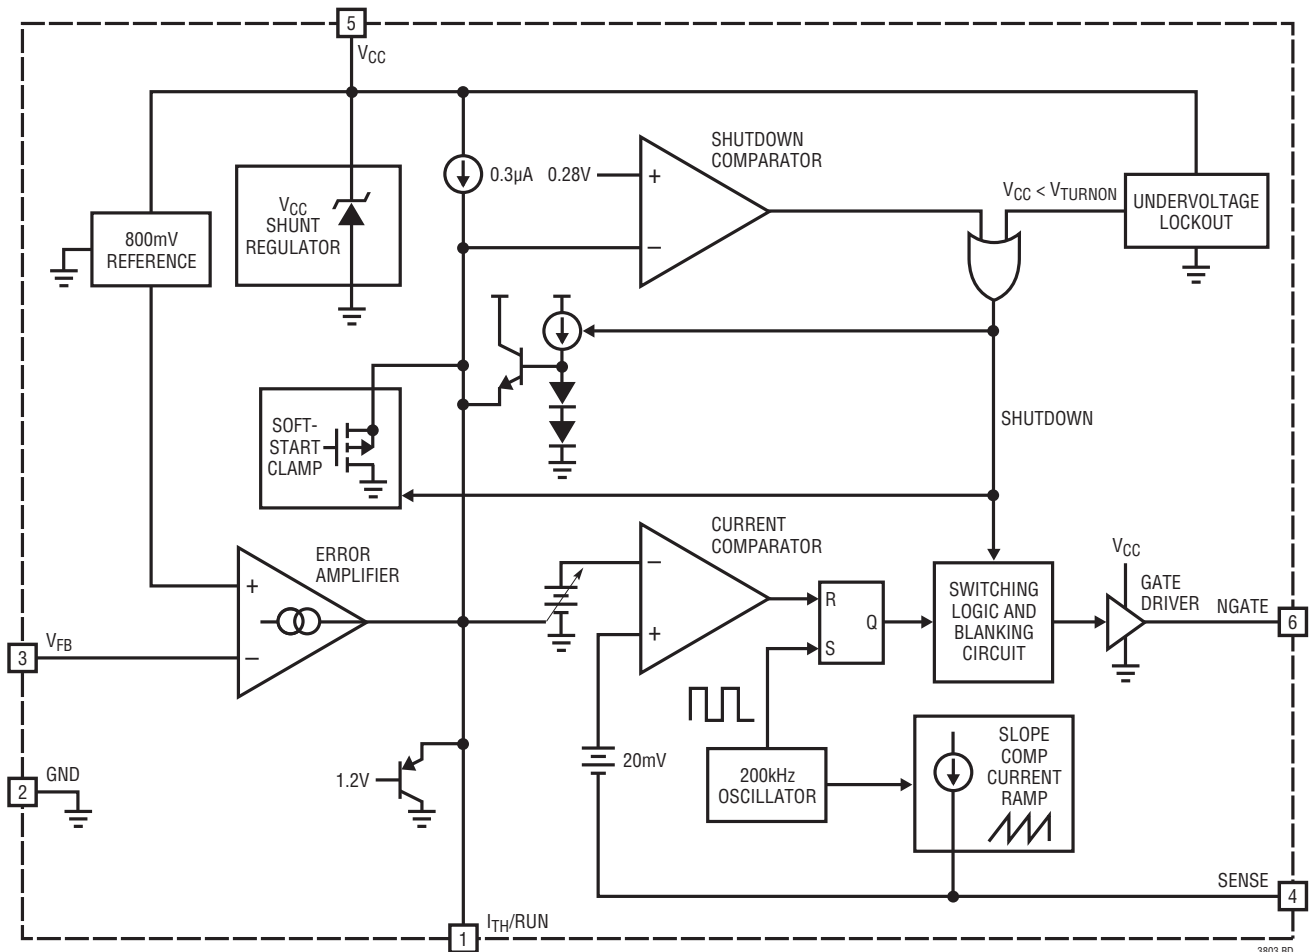 5
VCC
SHUTDOWN
COMPARATOR
0.3µA
0.28V
+
−
VCC < VTURNON
UNDERVOLTAGE
LOCKOUT
VCC
SHUNT
REGULATOR
800mV
REFERENCE
SOFT-
START
CLAMP
SHUTDOWN
ERROR
AMPLIFIER
+
−
CURRENT
COMPARATOR
−
+
R
Q
S
SWITCHING
LOGIC AND
BLANKING
CIRCUIT
VCC
GATE
DRIVER
NGATE
6
3
VFB
2
GND
1.2V
20mV
200kHz
OSCILLATOR
SLOPE
COMP
CURRENT
RAMP
SENSE
4
1
ITH/RUN
3803 BD